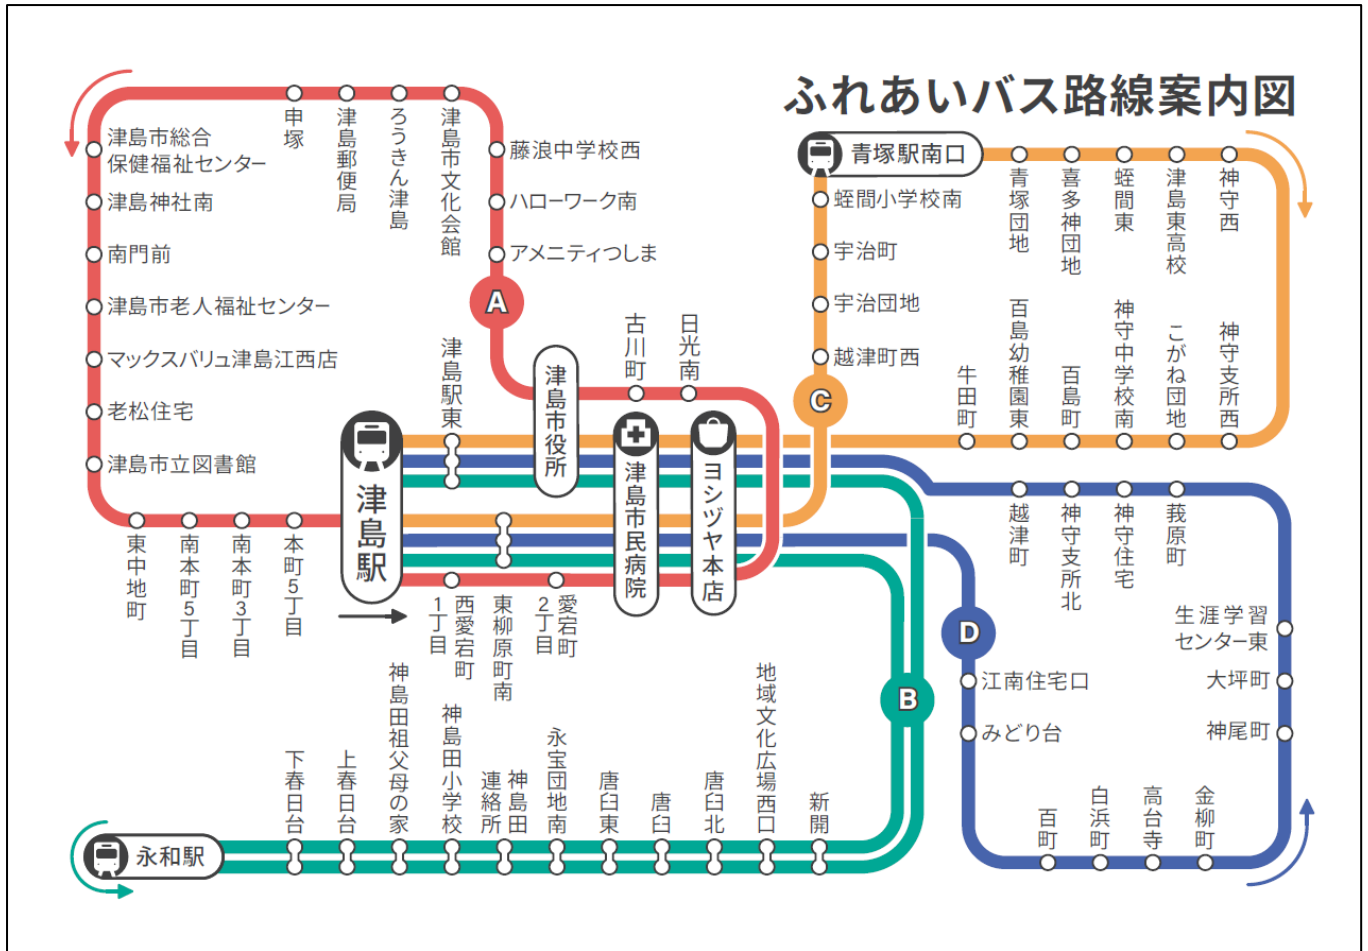 ふれあいバス路線案内図
申塚
津島郵便局
ろうきん津島
津島市文化会館
津島市総合
保健福祉センター
津島神社南
南門前
津島市老人福祉センター
マックスバリュ津島江西店
老松住宅
津島市立図書館
東中地町
南本町5丁目
南本町3丁目
本町5丁目
藤浪中学校西
ハローワーク南
アメニティつしま
A
津島駅東
津島市役所
古川町
日光南
津島駅
津島市民病院
ヨシヅヤ本店
西愛宕町
1丁目
東柳原町南
愛宕町
2丁目
青塚駅南口
蛭間小学校南
宇治町
宇治団地
越津町西
C
青塚団地
喜多神団地
蛭間東
津島東高校
神守西
牛田町
百島幼稚園東
百島町
神守中学校南
こがね団地
神守支所西
越津町
神守支所北
神守住宅
莪原町
生涯学習
センター東
大坪町
神尾町
D
江南住宅口
みどり台
百町
白浜町
高台寺
金柳町
B
永和駅
下春日台
上春日台
神島田祖父母の家
神島田小学校
神島田
連絡所
永宝団地南
唐臼東
唐臼
唐臼北
地域文化広場西口
新開